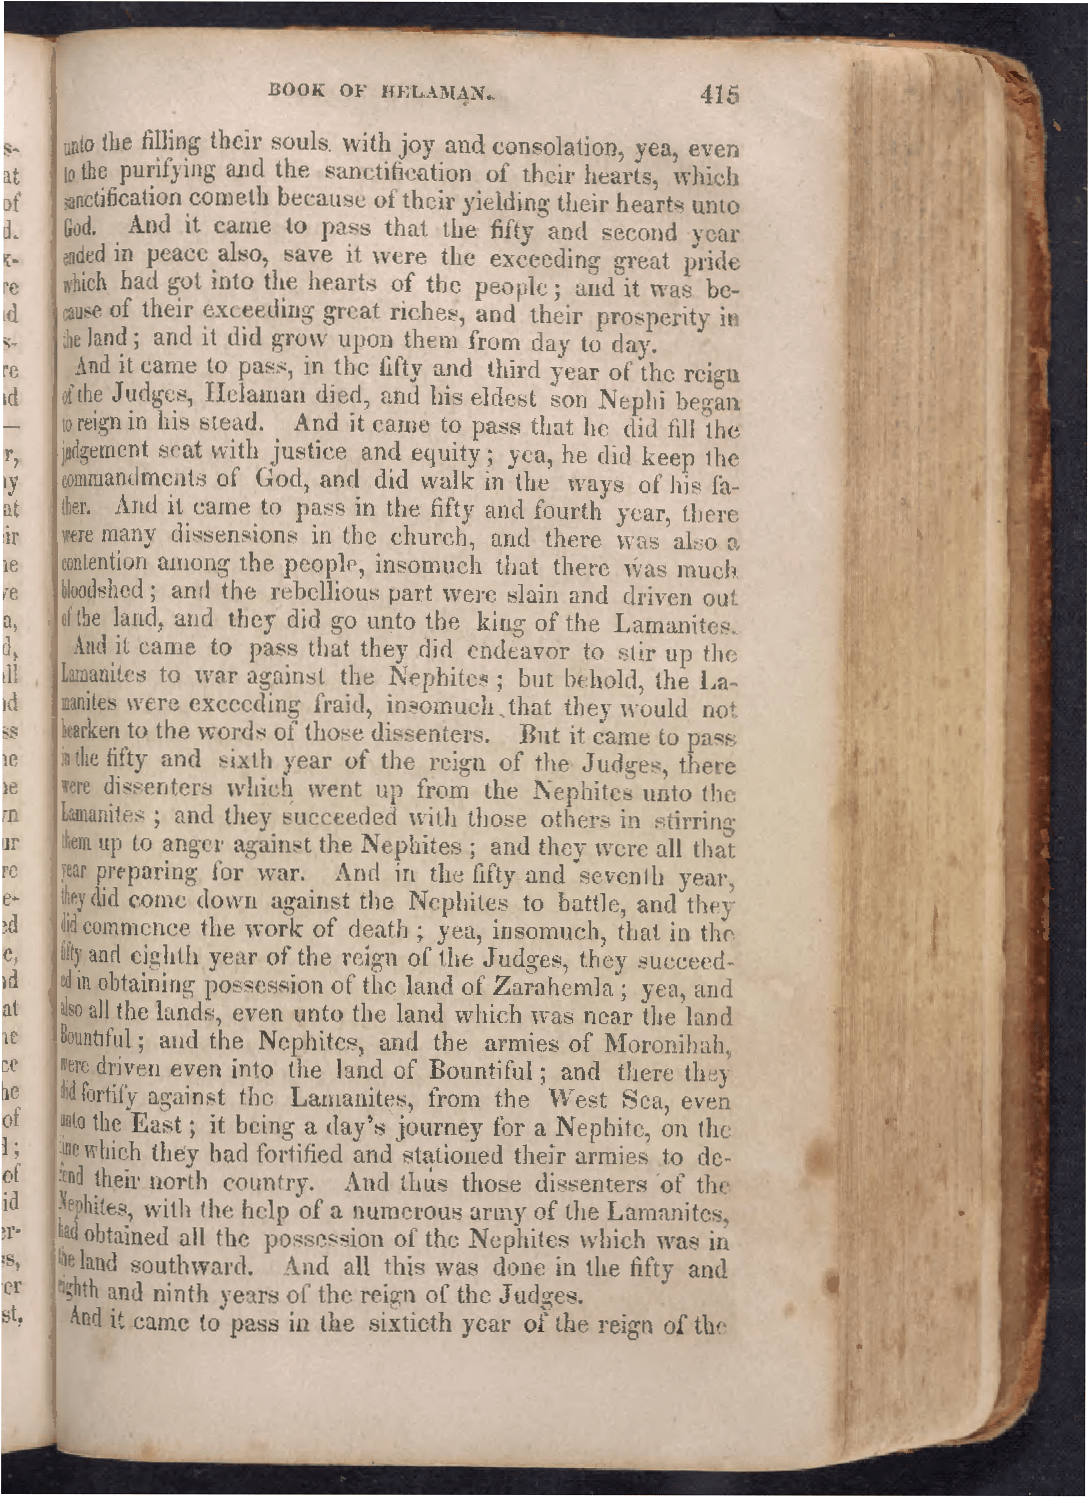 BOOK OF HELAMAN. 415
unto the filling their souls. with joy and consolation, yea, even
to the purifying and the sanctification of their hearts, which
sanctification cometh because of their yielding their hearts unto
God. And it came to pass that the fifty and second year
ended in peace also, save it were the exceeding great pride
which had got into the hearts of the people; and it was be-
cause of their exceeding great riches, and their prosperity in
the land; and it did grow upon them from day to day.
And it came to pass, in the fifty and third year of the reign
of the Judges, Helaman died, and his eldest son Nephi began
to reign in his stead. And it came to pass that he did fill the
judgement seat with justice and equity; yea, he did keep the
commandments of God, and did walk in the ways of his fa-
ther. And it came to pass in the fifty and fourth year, there
were many dissensions in the church, and there was also a
contention among the people, insomuch that there was much
bloodshed; and the rebellious part were slain and driven out
of the land, and they did go unto the king of the Lamanites.
And it came to pass that they did endeavor to stir up the
Lamanites to war against the Nephites; but behold, the La-
manites were exceeding fraid, insomuch that they would not
hearken to the words of those dissenters. But it came to pass
in the fifty and sixth year of the reign of the Judges, there
were dissenters which went up from the Nephites unto the
Lamanites; and they succeeded with those others in stirring
them up to anger against the Nephites; and they were all that
year preparing for war. And in the fifty and seventh year,
they did come down against the Nephites to battle, and they
did commence the work of death; yea, insomuch, that in the
fifty and eighth year of the reign of the Judges, they succeed-
ed in obtaining possession of the land of Zarahemla; yea, and
also all the lands, even unto the land which was near the land
Bountiful; and the Nephites, and the armies of Moronihah,
were driven even into the land of Bountiful; and there they
did fortify against the Lamanites, from the West Sea, even
unto the East; it being a day's journey for a Nephite, on the
line which they had fortified and stationed their armies to de-
fend their north country. And thus those dissenters of the
Nephites, with the help of a numerous army of the Lamanites,
had obtained all the possession of the Nephites which was in
the land southward. And all this was done in the fifty and
eighth and ninth years of the reign of the Judges.
And it came to pass in the sixtieth year of the reign of the